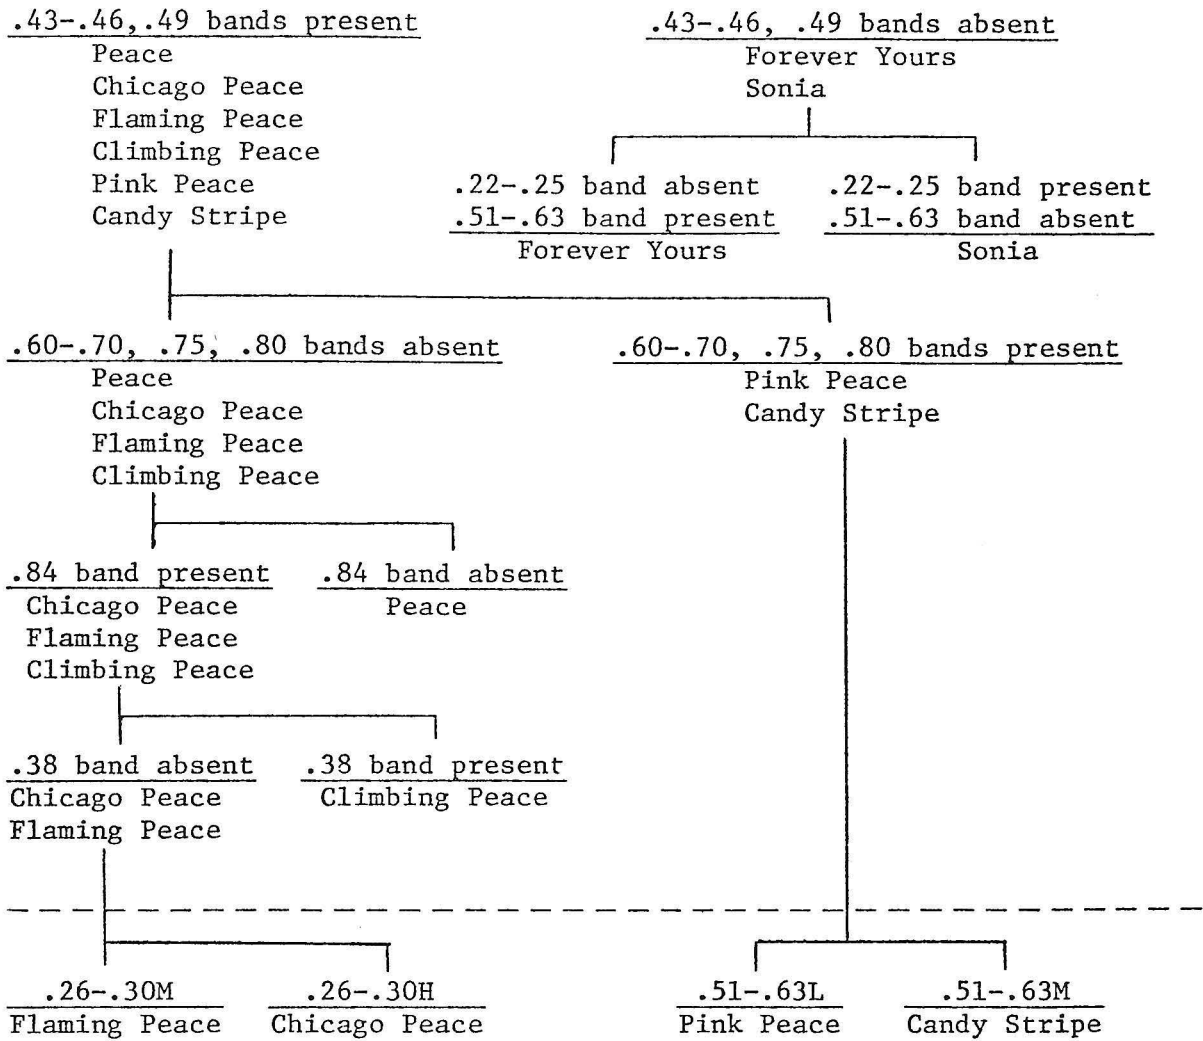 .43-.46,.49 bands present
Peace
Chicago Peace
Flaming Peace
Climbing Peace
Pink Peace
Candy Stripe
.43-.46, .49 bands absent
Forever Yours
Sonia
.22-.25 band absent
.51-.63 band present
Forever Yours
.22-.25 band present
.51-.63 band absent
Sonia
.60-.70, .75, .80 bands absent
Peace
Chicago Peace
Flaming Peace
Climbing Peace
.60-.70, .75, .80 bands present
Pink Peace
Candy Stripe
.84 band present
Chicago Peace
Flaming Peace
Climbing Peace
.84 band absent
Peace
.38 band absent
Chicago Peace
Flaming Peace
.38 band present
Climbing Peace
.26-.30M
Flaming Peace
.26-.30H
Chicago Peace
.51-.63L
Pink Peace
.51-.63M
Candy Stripe